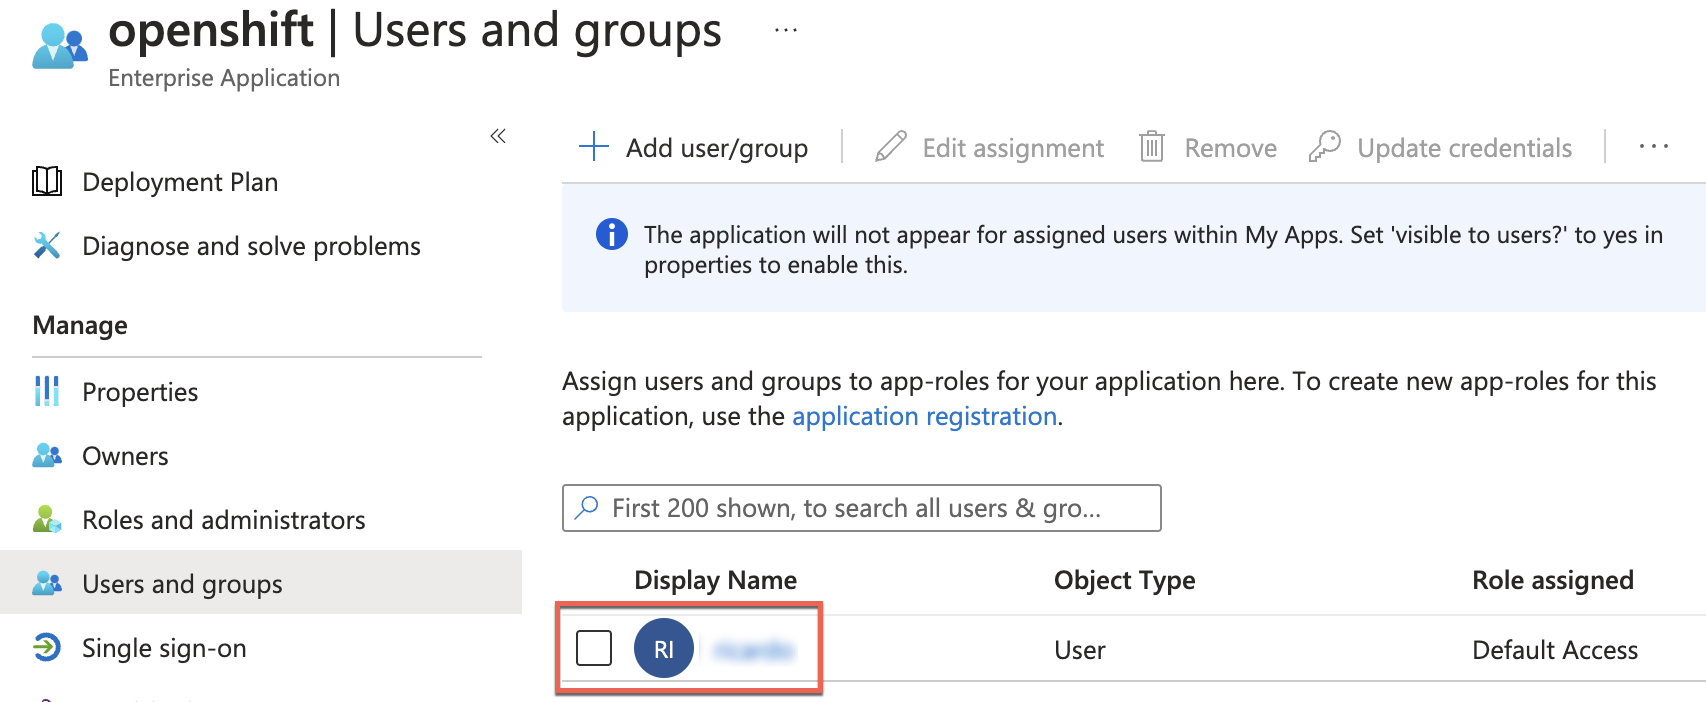 openshift | Users and groups ...
Enterprise Application
«
Deployment Plan
Diagnose and solve problems
Manage
Properties
Owners
Roles and administrators
Users and groups
Single sign-on
+ Add user/group
Edit assignment
Remove
Update credentials
...
The application will not appear for assigned users within My Apps. Set 'visible to users?' to yes in
properties to enable this.
Assign users and groups to app-roles for your application here. To create new app-roles for this
application, use the application registration.
First 200 shown, to search all users & gro...
Display Name Object Type Role assigned
RI User Default Access